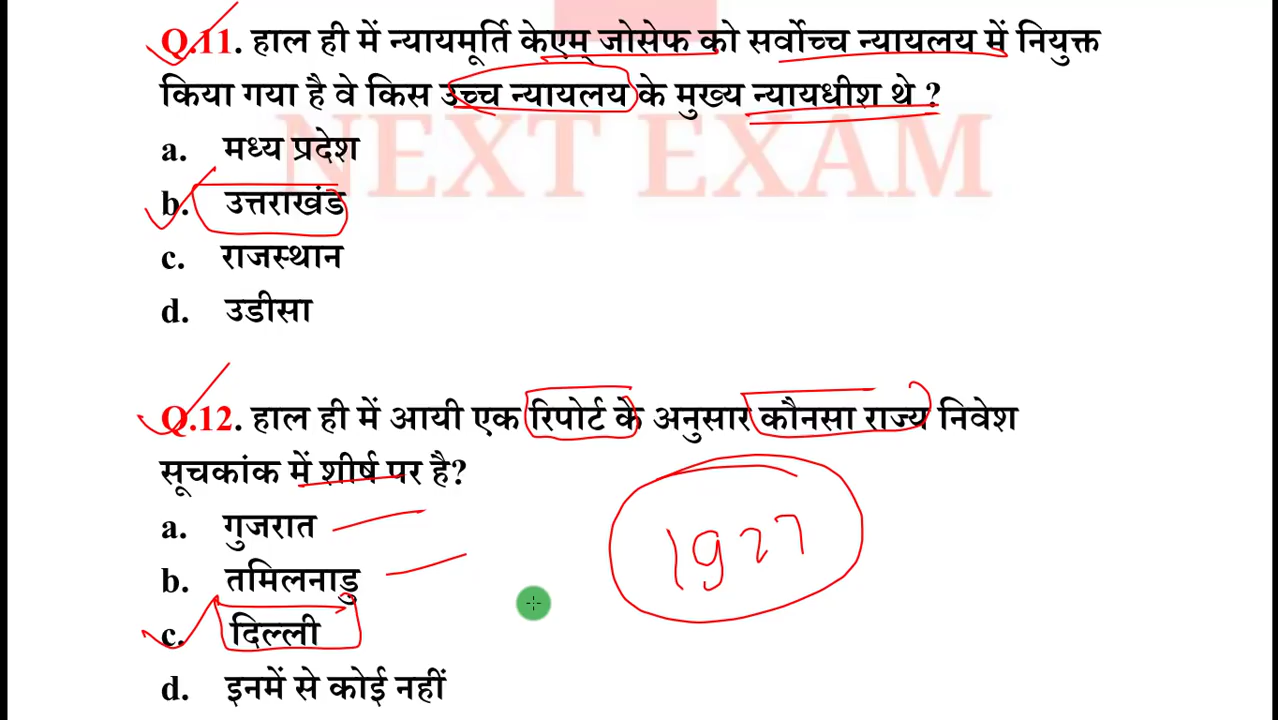 Q.11. हाल ही में न्यायमूर्ति केएम जोसेफ को सर्वोच्च न्यायलय में नियुक्त
किया गया है वे किस उच्च न्यायलय के मुख्य न्यायधीश थे ?
NEXT EXAM
a. मध्य प्रदेश
b. उत्तराखंड
c. राजस्थान
d. उडीसा
Q.12. हाल ही में आयी एक रिपोर्ट के अनुसार कौनसा राज्य निवेश
सूचकांक में शीर्ष पर है?
a. गुजरात
1927
b. तमिलनाडु
c. दिल्ली
d. इनमें से कोई नहीं